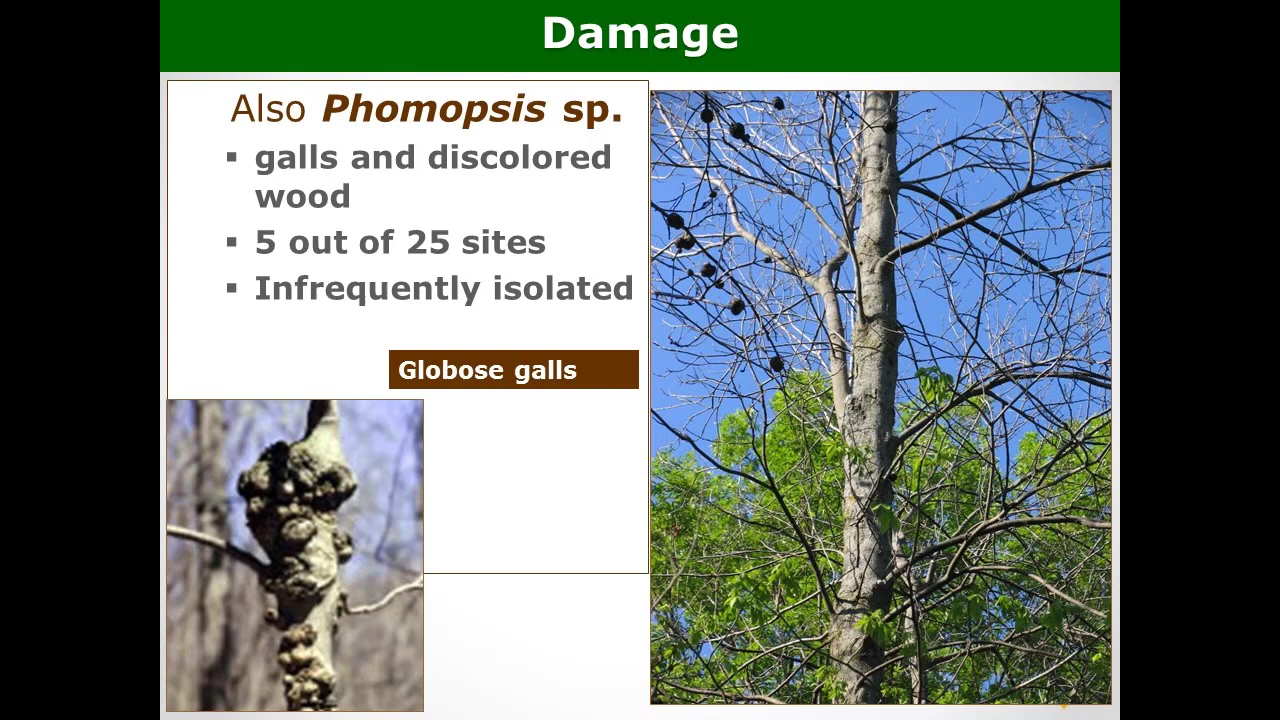 Damage
Also Phomopsis sp.
▪ galls and discolored
wood
▪ 5 out of 25 sites
▪ Infrequently isolated
Globose galls